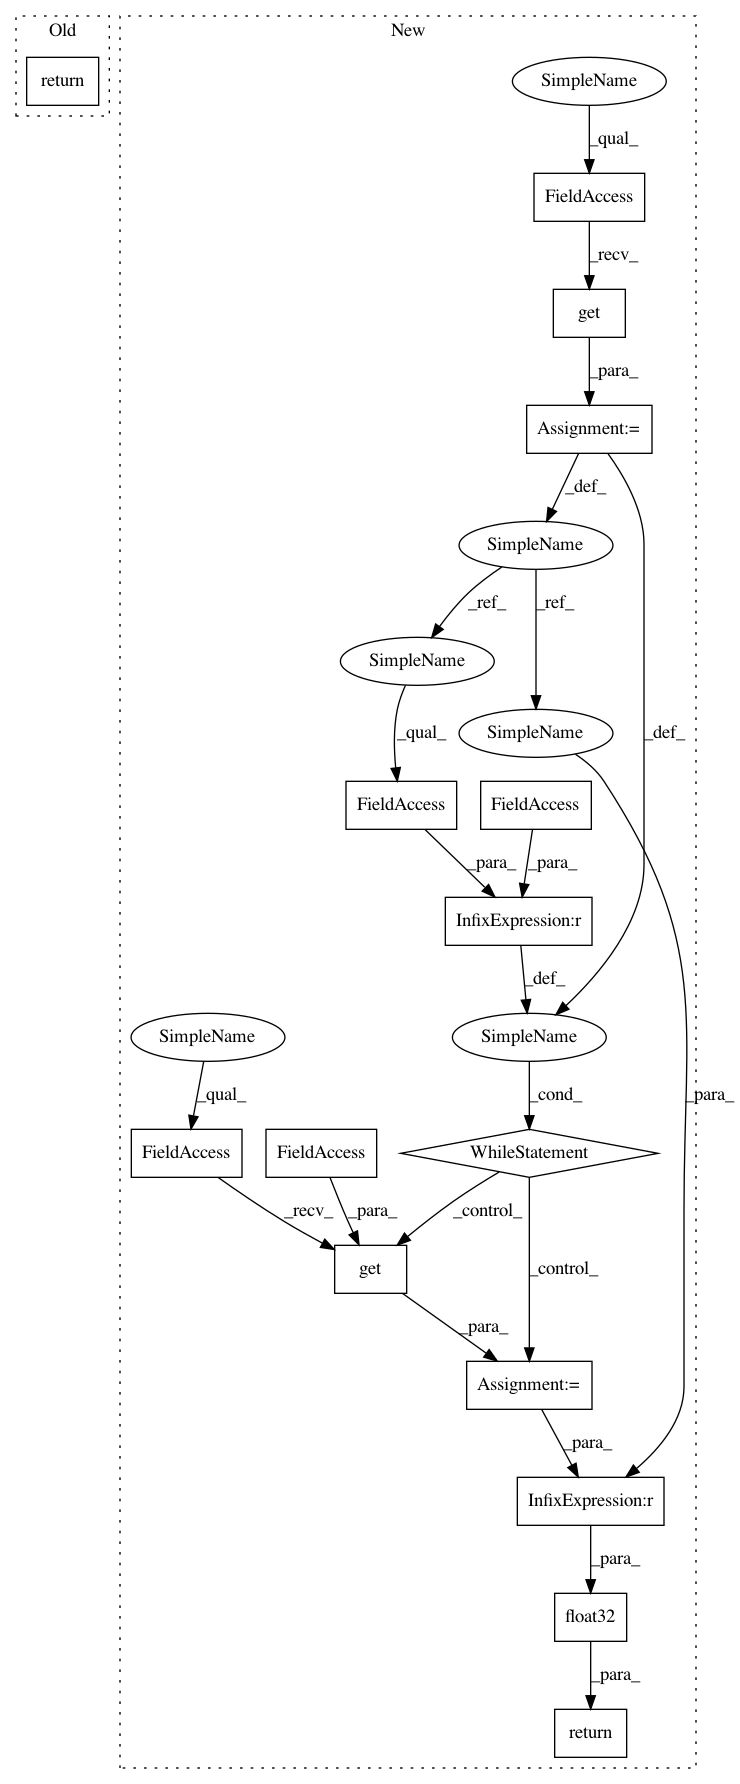 Old
New
return
SimpleName
_qual_
FieldAccess
_recv_
get
_para_
Assignment:=
_def_
SimpleName
_ref_
_ref_
SimpleName
SimpleName
_qual_
_def_
FieldAccess
FieldAccess
_para_
_para_
InfixExpression:r
_def_
SimpleName
SimpleName
_qual_
_cond_
_para_
FieldAccess
FieldAccess
WhileStatement
_recv_
_para_
_control_
get
_control_
_para_
Assignment:=
_para_
InfixExpression:r
_para_
float32
_para_
return